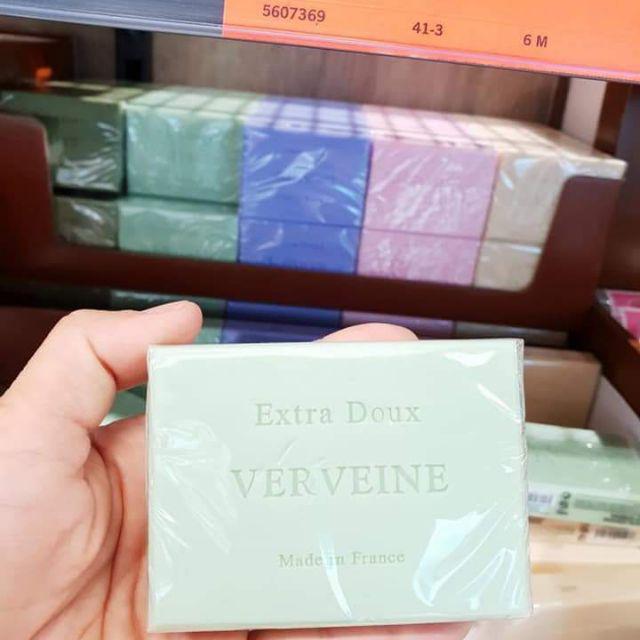 5607369 41-3 6 M
Extra Doux
VERVEINE
Made in France